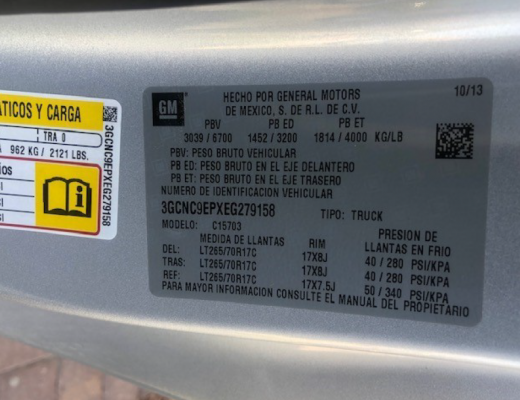 ATICOS Y CARGA
TRA 0
962 KG / 2121 LBS.
ios
3GCNC9EPXEG279158
GM
HECHO POR GENERAL MOTORS
DE MEXICO, S. DE R.L. DE C.V.
10/13
PBV PB ED PB ET
3039 / 6700 1452 / 3200 1814 / 4000 KG/LB
PBV: PESO BRUTO VEHICULAR
PB ED: PESO BRUTO EN EL EJE DELANTERO
PB ET: PESO BRUTO EN EL EJE TRASERO
NUMERO DE IDENTIFICACION VEHICULAR
3GCNC9EPXEG279158 TIPO: TRUCK
MODELO: C15703
MEDIDA DE LLANTAS RIM PRESION DE LLANTAS EN FRIO
DEL: LT265/70R17C 17X8J 40 / 280 PSI/KPA
TRAS: LT265/70R17C 17X8J 40 / 280 PSI/KPA
REF: LT265/70R17C 17X7.5J 50 / 340 PSI/KPA
PARA MAYOR INFORMACION CONSULTE EL MANUAL DEL PROPIETARIO